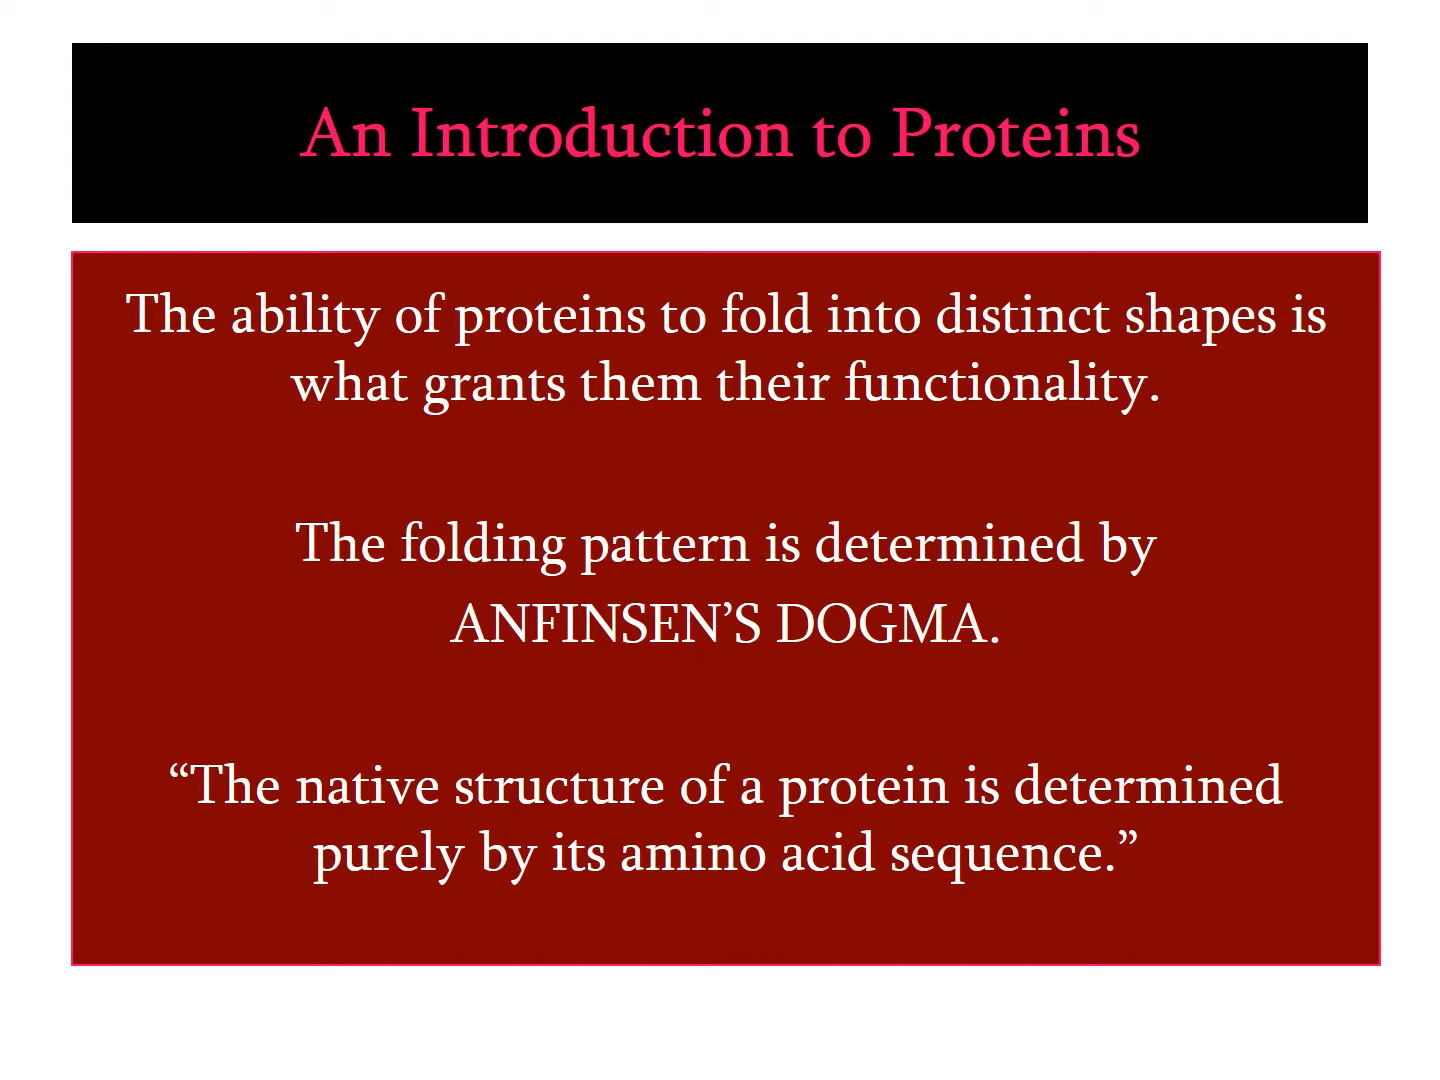 An Introduction to Proteins
The ability of proteins to fold into distinct shapes is
what grants them their functionality.
The folding pattern is determined by
ANFINSEN’S DOGMA.
“The native structure of a protein is determined
purely by its amino acid sequence.”